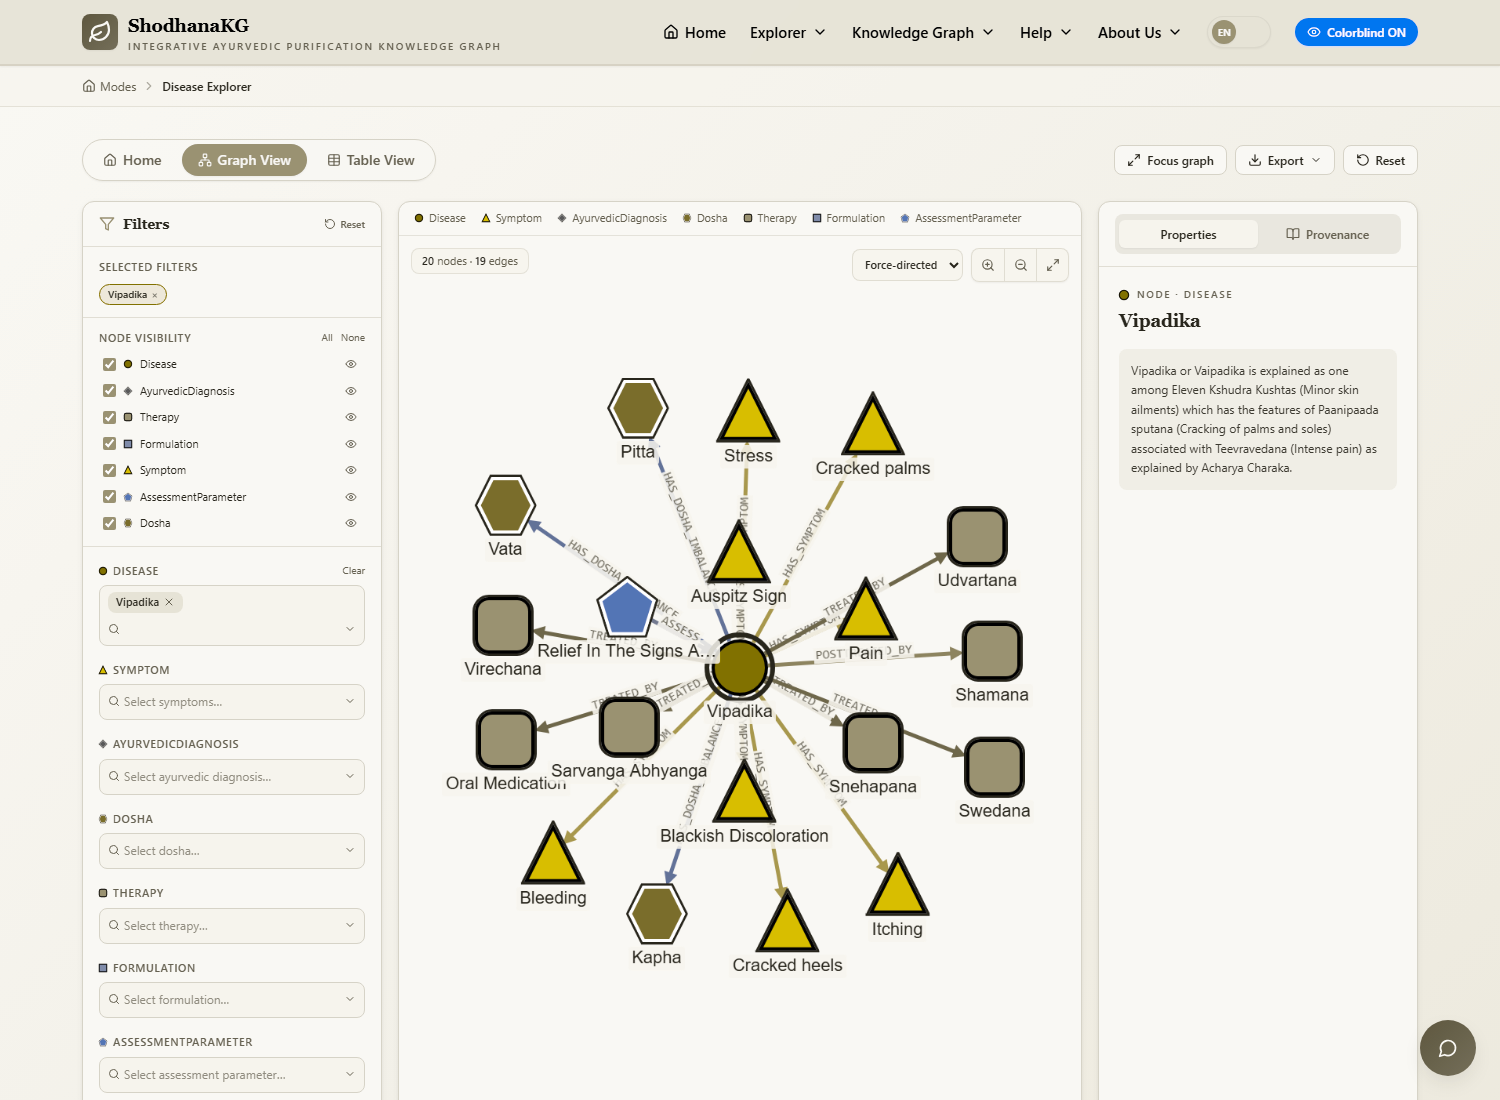 ShodhanaKG
INTEGRATIVE AYURVEDIC PURIFICATION KNOWLEDGE GRAPH
Home
Explorer
Knowledge Graph
Help
About Us
EN
Colorblind ON
Modes
Disease Explorer
Home
Graph View
Table View
Focus graph
Export
Reset
Filters
Reset
SELECTED FILTERS
Vipadika ×
NODE VISIBILITY
All
None
Disease
AyurvedicDiagnosis
Therapy
Formulation
Symptom
AssessmentParameter
Dosha
DISEASE
Clear
Vipadika ×
SYMPTOM
Select symptoms...
AYURVEDICDIAGNOSIS
Select ayurvedic diagnosis...
DOSHA
Select dosha...
THERAPY
Select therapy...
FORMULATION
Select formulation...
ASSESSMENTPARAMETER
Select assessment parameter...
Disease
Symptom
AyurvedicDiagnosis
Dosha
Therapy
Formulation
AssessmentParameter
20 nodes · 19 edges
Force-directed
Pitta
Stress
Cracked palms
Vata
Udvartana
Auspitz Sign
Pain
Virechana
Relief In The Signs A...
Shamana
Vipadika
Oral Medication
Sarvanga Abhyanga
Snehapana
Swedana
Blackish Discoloration
Bleeding
Kapha
Cracked heels
Itching
HAS_SYMPTOM
TREATED_BY
TREATED_BY
HAS_DOSHA
Properties
Provenance
NODE · DISEASE
Vipadika
Vipadika or Vaipadika is explained as one
among Eleven Kshudra Kushtas (Minor skin
ailments) which has the features of Paanipaada
sputana (Cracking of palms and soles)
associated with Teevravedana (Intense pain) as
explained by Acharya Charaka.